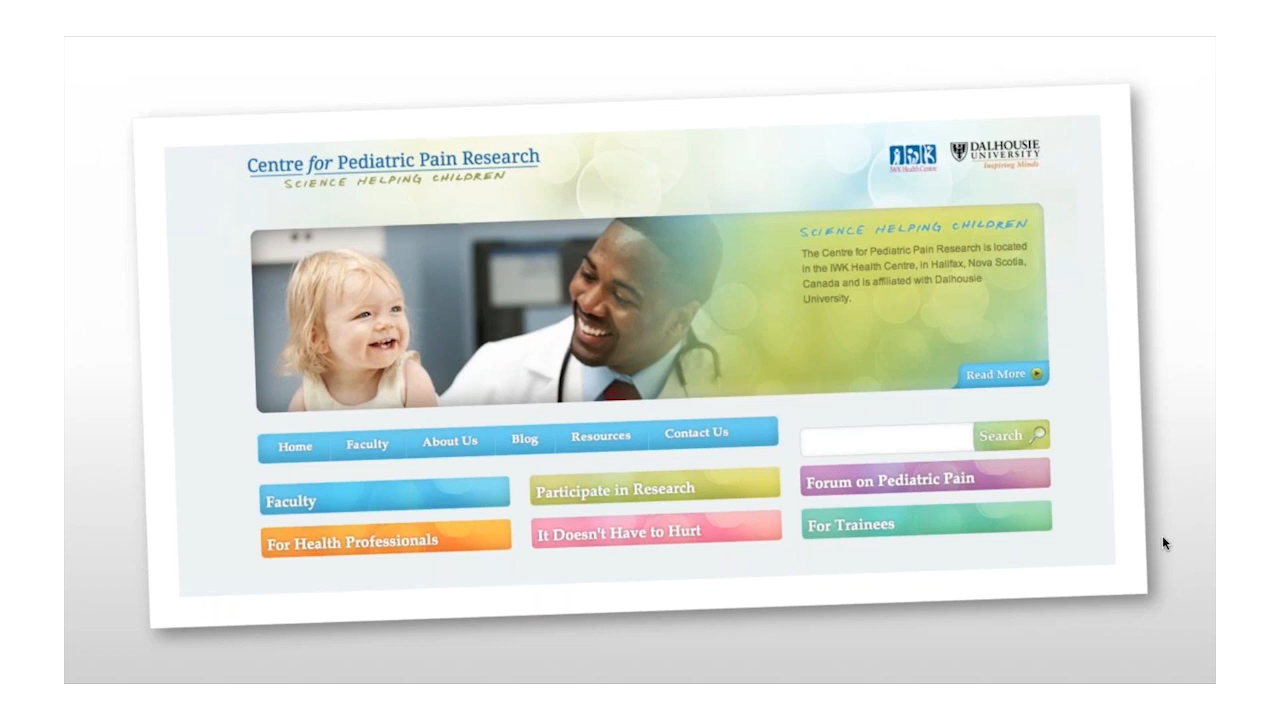 Centre for Pediatric Pain Research
SCIENCE HELPING CHILDREN
IWK
IWK Health Centre
DALHOUSIE
UNIVERSITY
Inspiring Minds
SCIENCE HELPING CHILDREN
The Centre for Pediatric Pain Research is located
in the IWK Health Centre, in Halifax, Nova Scotia,
Canada and is affiliated with Dalhousie
University.
Read More
Home Faculty About Us Blog Resources Contact Us
Search
Faculty
Participate in Research
Forum on Pediatric Pain
For Health Professionals
It Doesn't Have to Hurt
For Trainees